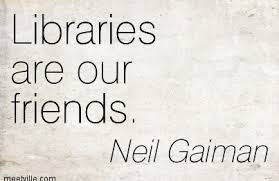 Libraries
are our
friends.
Neil Gaiman
meetville.com